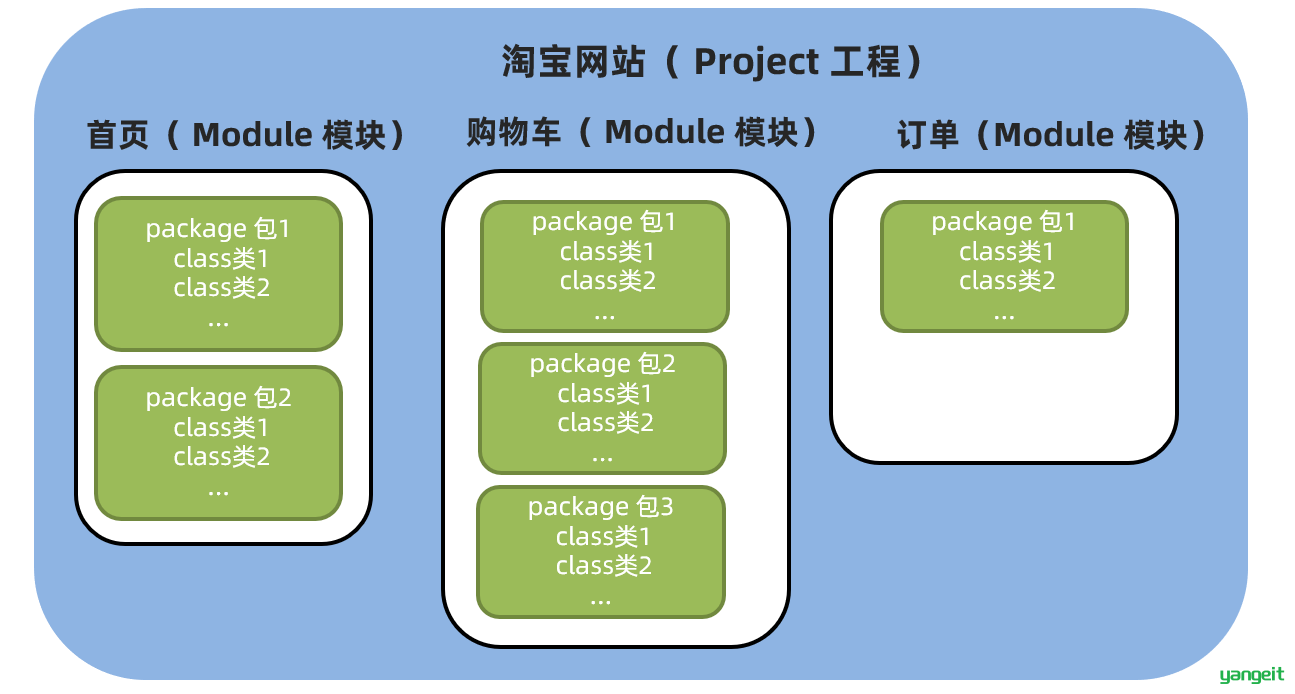 淘宝网站（ Project 工程）
首页（ Module 模块）
package 包1
class类1
class类2
...
package 包2
class类1
class类2
...
购物车（ Module 模块）
package 包1
class类1
class类2
...
package 包2
class类1
class类2
...
package 包3
class类1
class类2
...
订单（Module 模块）
package 包1
class类1
class类2
...
yangeit